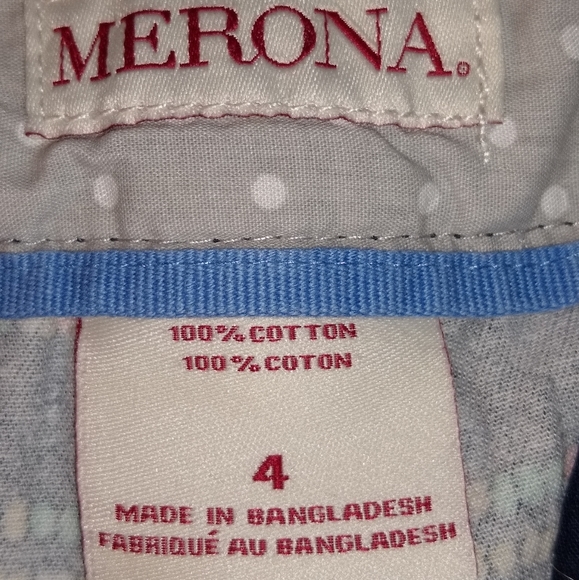 MERONA.
100% COTTON
100% COTON
4
MADE IN BANGLADESH
FABRIQUÉ AU BANGLADESH